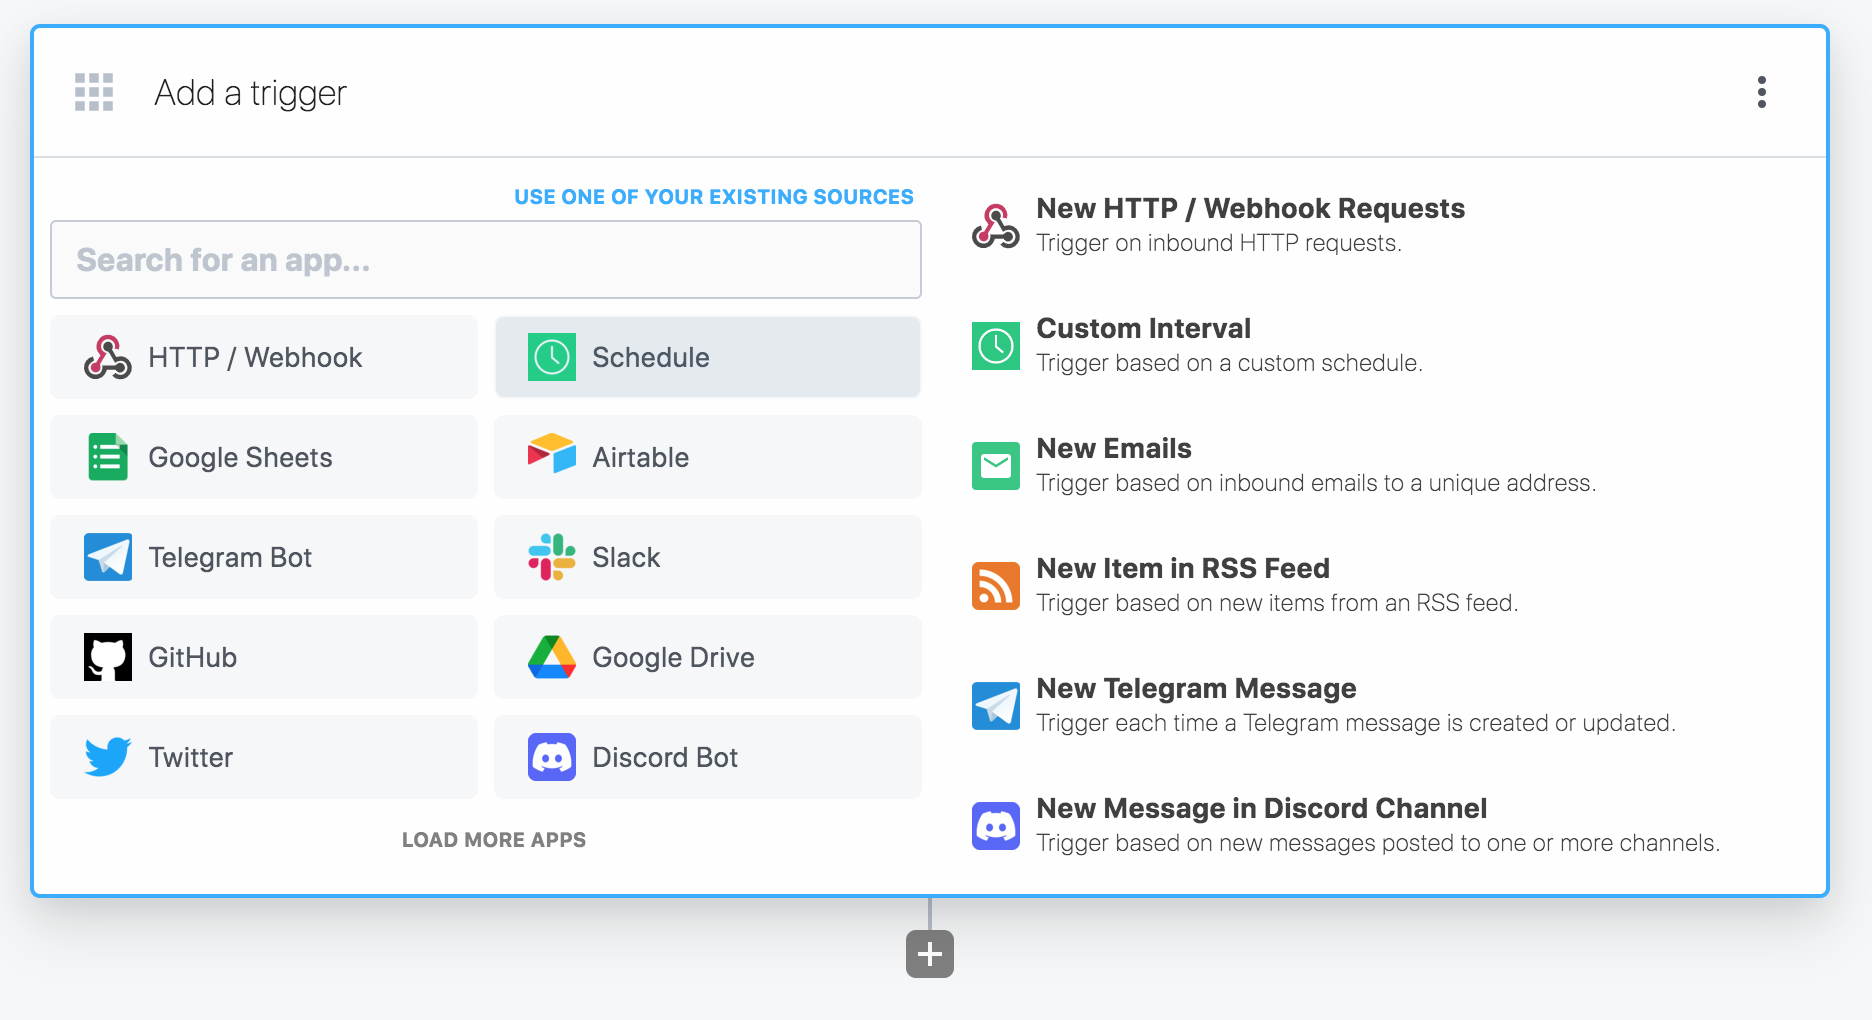 Add a trigger
USE ONE OF YOUR EXISTING SOURCES
Search for an app...
HTTP / Webhook
Schedule
Google Sheets
Airtable
Telegram Bot
Slack
GitHub
Google Drive
Twitter
Discord Bot
LOAD MORE APPS
New HTTP / Webhook Requests
Trigger on inbound HTTP requests.
Custom Interval
Trigger based on a custom schedule.
New Emails
Trigger based on inbound emails to a unique address.
New Item in RSS Feed
Trigger based on new items from an RSS feed.
New Telegram Message
Trigger each time a Telegram message is created or updated.
New Message in Discord Channel
Trigger based on new messages posted to one or more channels.